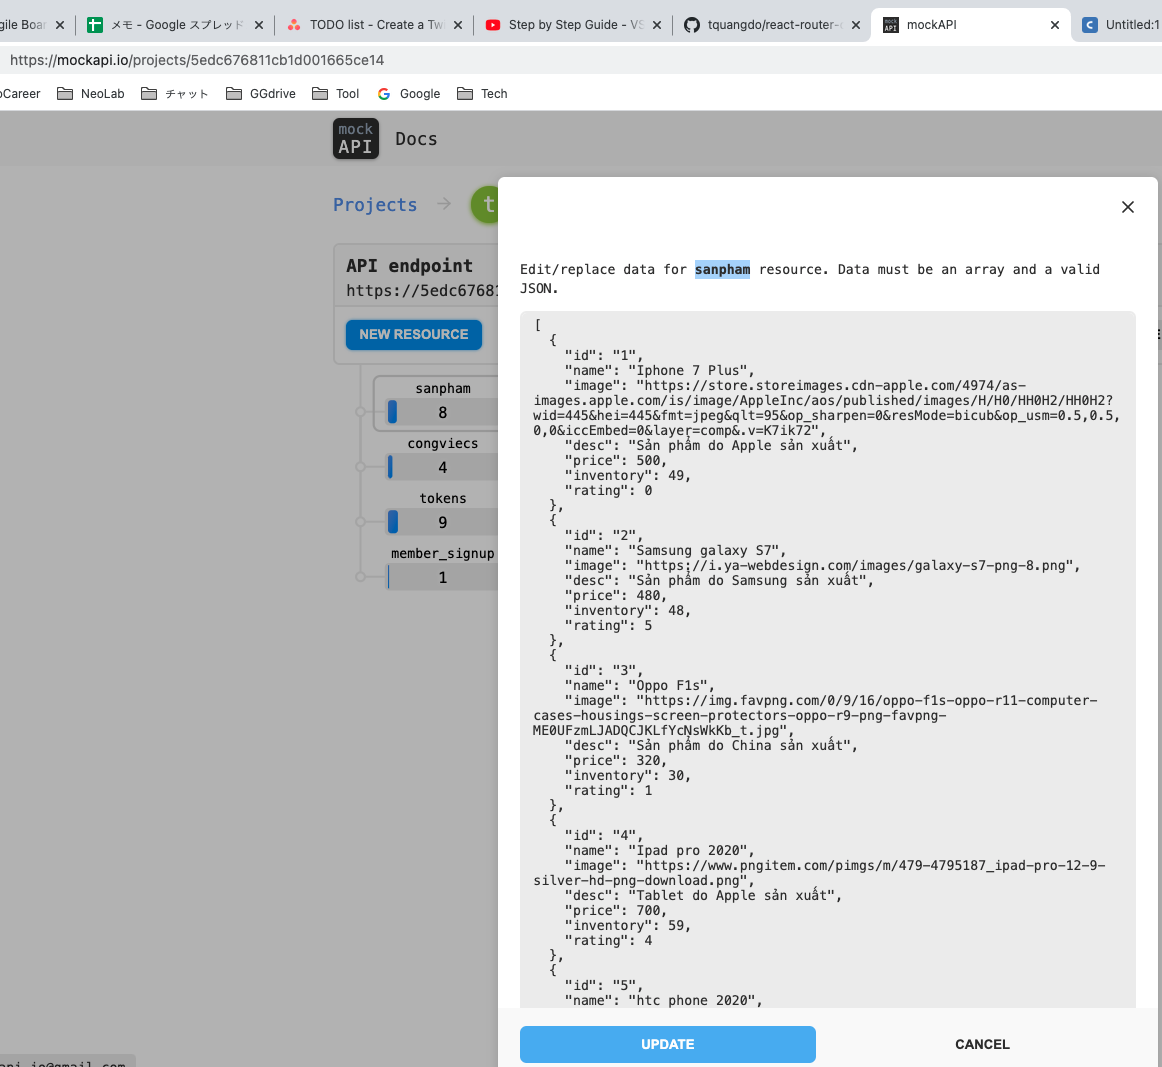 gile Boar
メモ - Google スプレッド
TODO list - Create a Tw
Step by Step Guide - VS
tquangdo/react-router-
mockAPI
Untitled:1
https://mockapi.io/projects/5edc676811cb1d001665ce14
oCareer
NeoLab
チャット
GGdrive
Tool
Google
Tech
mock
API
Docs
Projects
t
API endpoint
https://5edc67681
NEW RESOURCE
sanpham
8
congviecs
4
tokens
9
member_signup
1
Edit/replace data for sanpham resource. Data must be an array and a valid
JSON.
[
{
"id": "1",
"name": "Iphone 7 Plus",
"image": "https://store.storeimages.cdn-apple.com/4974/as-
images.apple.com/is/image/AppleInc/aos/published/images/H/H0/HH0H2/HH0H2?
wid=445&hei=445&fmt=jpeg&qlt=95&op_sharpen=0&resMode=bicub&op_usm=0.5,0.5,
0,0&iccEmbed=0&layer=comp&.v=K7ik72",
"desc": "Sản phẩm do Apple sản xuất",
"price": 500,
"inventory": 49,
"rating": 0
},
{
"id": "2",
"name": "Samsung galaxy S7",
"image": "https://i.ya-webdesign.com/images/galaxy-s7-png-8.png",
"desc": "Sản phẩm do Samsung sản xuất",
"price": 480,
"inventory": 48,
"rating": 5
},
{
"id": "3",
"name": "Oppo F1s",
"image": "https://img.favpng.com/0/9/16/oppo-f1s-oppo-r11-computer-
cases-housings-screen-protectors-oppo-r9-png-favpng-
ME0UFzmLJADQCJKLfYcNsWkKb_t.jpg",
"desc": "Sản phẩm do China sản xuất",
"price": 320,
"inventory": 30,
"rating": 1
},
{
"id": "4",
"name": "Ipad pro 2020",
"image": "https://www.pngitem.com/pimgs/m/479-4795187_ipad-pro-12-9-
silver-hd-png-download.png",
"desc": "Tablet do Apple sản xuất",
"price": 700,
"inventory": 59,
"rating": 4
},
{
"id": "5",
"name": "htc phone 2020",
UPDATE
CANCEL